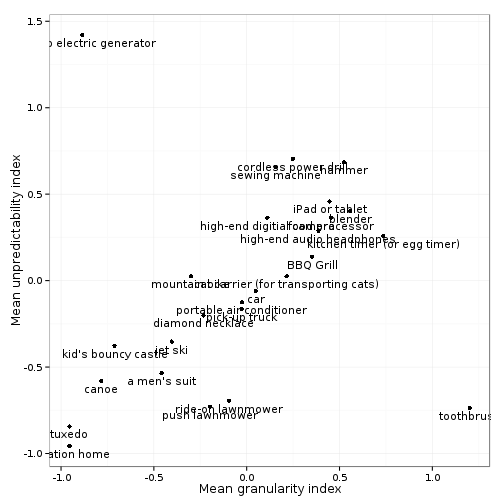 1.5
electric generator
1.0
cordless power drill
hammer
sewing machine
0.5
iPad or tablet
blender
high-end digital camera
food processor
high-end audio headphones
kitchen timer (or egg timer)
BBQ Grill
0.0
mountain bike
cat carrier (for transporting cats)
car
portable air conditioner
pick-up truck
diamond necklace
jet ski
kid's bouncy castle
-0.5
a men's suit
canoe
ride-on lawnmower
push lawnmower
toothbrus
tuxedo
-1.0
ation home
-1.0
-0.5
0.0
0.5
1.0
Mean granularity index
Mean unpredictability index